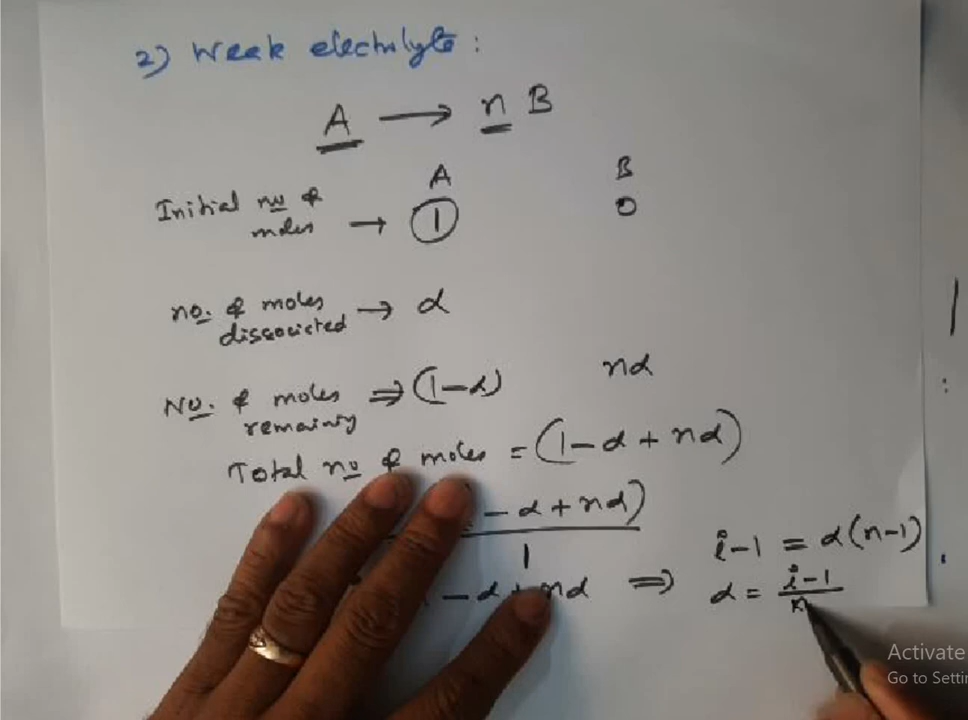 2) Weak electrolyte :
A → n B
A B
Initial no of moles → 1 0
no. of moles dissociated → α
No. of moles remaining ⇒ (1-α) nα
Total no of moles = (1-α + nα)
- α + nα)
1
- α + nα ⇒ i-1 = α(n-1)
α = i-1
n
Activate
Go to Settin